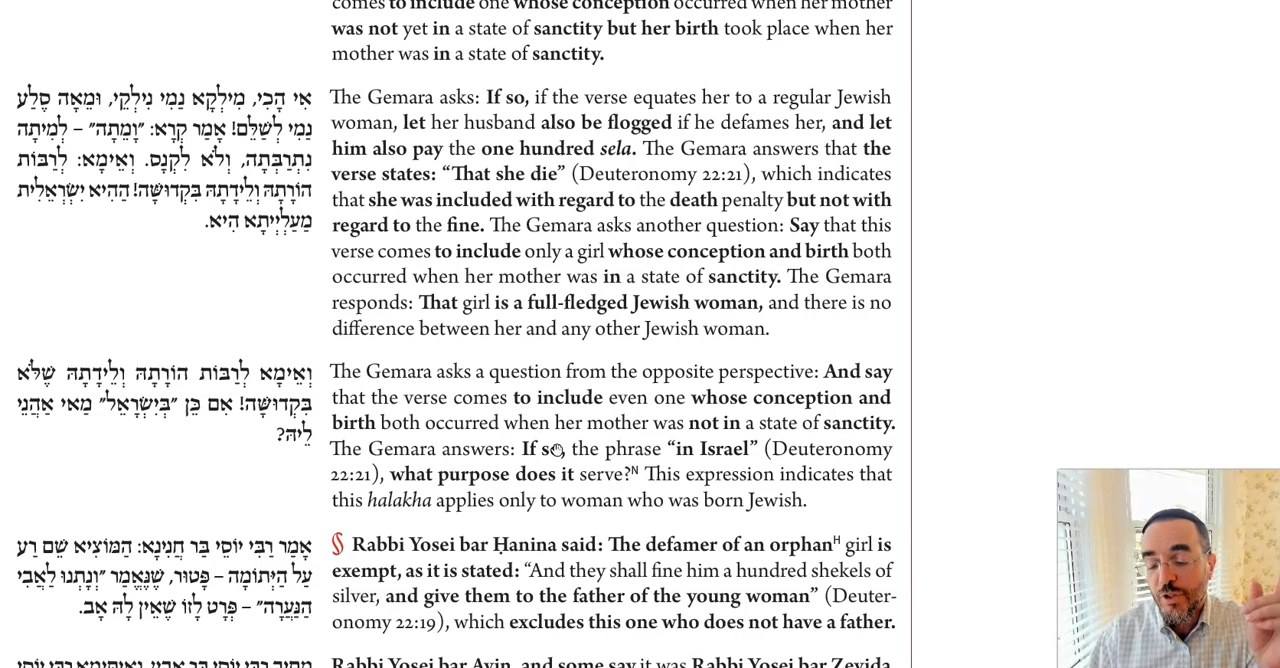 comes to include one whose conception occurred when her mother
was not yet in a state of sanctity but her birth took place when her
mother was in a state of sanctity.
אִי הָכִי, מִילְקָא נַמִי נִילְקֵי, וּמֵאָה סֶלַע
נַמִי לְשַׁלֵּם! אָמַר קְרָא: ״וָמֵתָה״ – לְמִיתָה
נִתְרַבְּתָה, וְלֹא לִקְנָס. וְאֵימָא: לְרַבּוֹת
הוֹרָתָהּ וְלֵידָתָהּ בִּקְדוּשָּׁה! הַהִיא יִשְׂרְאֵלִית
מַעַלְיְיתָא הִיא.
The Gemara asks: If so, if the verse equates her to a regular Jewish
woman, let her husband also be flogged if he defames her, and let
him also pay the one hundred sela. The Gemara answers that the
verse states: “That she die” (Deuteronomy 22:21), which indicates
that she was included with regard to the death penalty but not with
regard to the fine. The Gemara asks another question: Say that this
verse comes to include only a girl whose conception and birth both
occurred when her mother was in a state of sanctity. The Gemara
responds: That girl is a full-fledged Jewish woman, and there is no
difference between her and any other Jewish woman.
וְאֵימָא לְרַבּוֹת הוֹרָתָהּ וְלֵידָתָהּ שֶׁלֹּא
בִּקְדוּשָּׁה! אִם כֵּן ״בְּיִשְׂרָאֵל״ מַאי אַהֲנֵי
לֵיהּ?
The Gemara asks a question from the opposite perspective: And say
that the verse comes to include even one whose conception and
birth both occurred when her mother was not in a state of sanctity.
The Gemara answers: If so, the phrase “in Israel” (Deuteronomy
22:21), what purpose does it serve?N This expression indicates that
this halakha applies only to woman who was born Jewish.
אָמַר רַבִּי יוֹסֵי בַּר חֲנִינָא: הַמּוֹצִיא שֵׁם רַע
עַל הַיְּתוֹמָה – פָּטוּר, שֶׁנֶּאֱמַר ״וְנָתְנוּ לַאֲבִי
הַנַּעֲרָה״ – פְּרָט לָזוֹ שֶׁאֵין לָהּ אָב.
§ Rabbi Yosei bar Ḥanina said: The defamer of an orphanH girl is
exempt, as it is stated: “And they shall fine him a hundred shekels of
silver, and give them to the father of the young woman” (Deuter-
onomy 22:19), which excludes this one who does not have a father.
Rabbi Yosei bar Avin, and some say it was Rabbi Yosei bar Zevida,